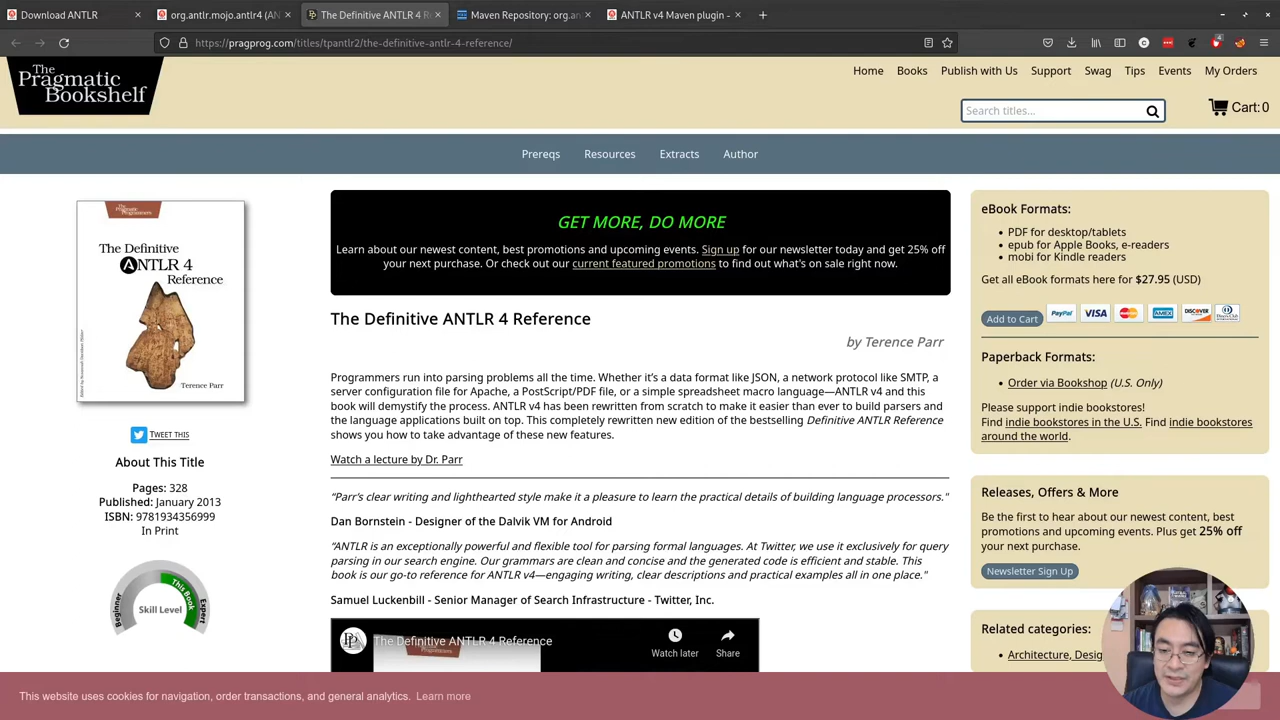 Download ANTLR
org.antlr.mojo.antlr4 (AN
The Definitive ANTLR 4 R
Maven Repository: org.an
ANTLR v4 Maven plugin –
https://pragprog.com/titles/tpantlr2/the-definitive-antlr-4-reference/
4
The
Pragmatic
Bookshelf
Home Books Publish with Us Support Swag Tips Events My Orders
Search titles...
Cart: 0
Prereqs Resources Extracts Author
The Definitive
ANTLR 4
Reference
Terence Parr
TWEET THIS
About This Title
Pages: 328
Published: January 2013
ISBN: 9781934356999
In Print
Beginner
This Book
Expert
Skill Level
GET MORE, DO MORE
Learn about our newest content, best promotions and upcoming events. Sign up for our newsletter today and get 25% off
your next purchase. Or check out our current featured promotions to find out what's on sale right now.
The Definitive ANTLR 4 Reference
by Terence Parr
Programmers run into parsing problems all the time. Whether it’s a data format like JSON, a network protocol like SMTP, a
server configuration file for Apache, a PostScript/PDF file, or a simple spreadsheet macro language—ANTLR v4 and this
book will demystify the process. ANTLR v4 has been rewritten from scratch to make it easier than ever to build parsers and
the language applications built on top. This completely rewritten new edition of the bestselling Definitive ANTLR Reference
shows you how to take advantage of these new features.
Watch a lecture by Dr. Parr
“Parr’s clear writing and lighthearted style make it a pleasure to learn the practical details of building language processors."
Dan Bornstein - Designer of the Dalvik VM for Android
“ANTLR is an exceptionally powerful and flexible tool for parsing formal languages. At Twitter, we use it exclusively for query
parsing in our search engine. Our grammars are clean and concise and the generated code is efficient and stable. This
book is our go-to reference for ANTLR v4—engaging writing, clear descriptions and practical examples all in one place."
Samuel Luckenbill - Senior Manager of Search Infrastructure - Twitter, Inc.
The Definitive ANTLR 4 Reference
Watch later
Share
eBook Formats:
PDF for desktop/tablets
epub for Apple Books, e-readers
mobi for Kindle readers
Get all eBook formats here for $27.95 (USD)
Add to Cart
PayPal VISA MasterCard AMEX DISCOVER
Paperback Formats:
Order via Bookshop (U.S. Only)
Please support indie bookstores!
Find indie bookstores in the U.S. Find indie bookstores
around the world.
Releases, Offers & More
Be the first to hear about our newest content, best
promotions and upcoming events. Plus get 25% off
your next purchase.
Newsletter Sign Up
Related categories:
Architecture, Desig
This website uses cookies for navigation, order transactions, and general analytics. Learn more